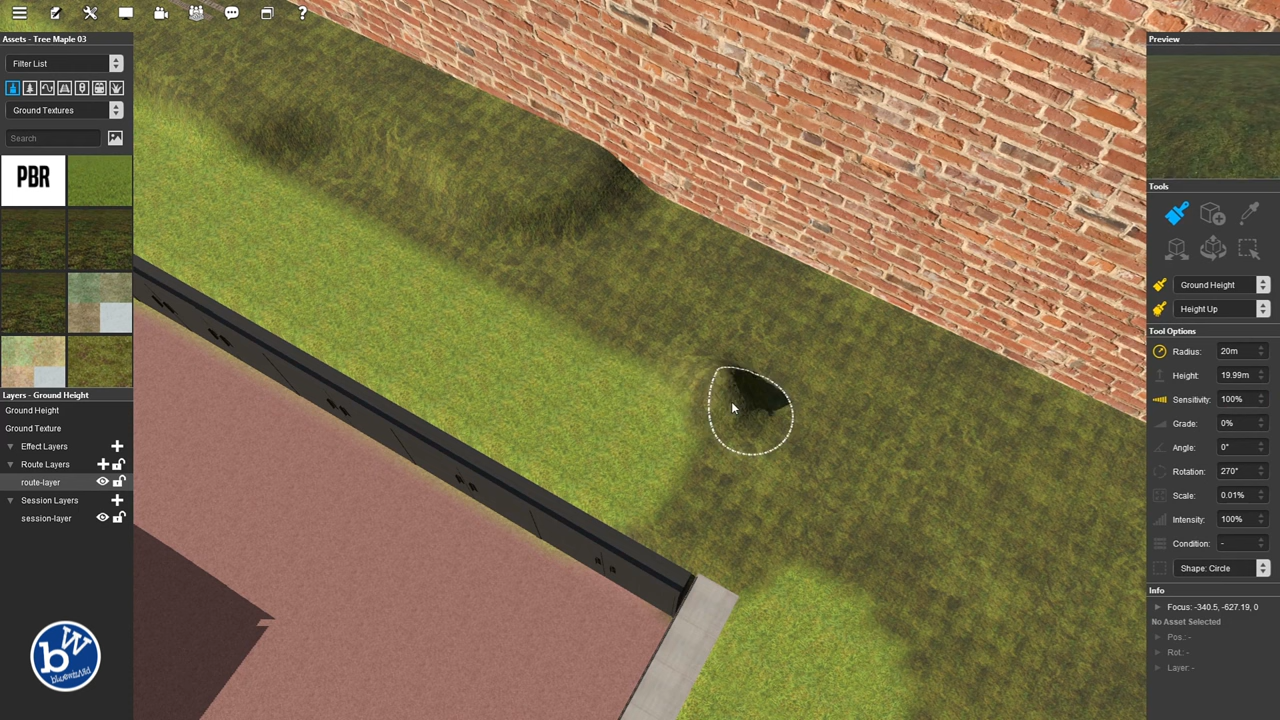 Assets - Tree Maple 03
Filter List
Ground Textures
Search
PBR
Layers - Ground Height
Ground Height
Ground Texture
Effect Layers
Route Layers
route-layer
Session Layers
session-layer
bW
Preview
Tools
Ground Height
Height Up
Tool Options
Radius: 20m
Height: 19.99m
Sensitivity: 100%
Grade: 0%
Angle: 0°
Rotation: 270°
Scale: 0.01%
Intensity: 100%
Condition: -
Shape: Circle
Info
Focus: -340.5, -627.19, 0
No Asset Selected
Pos.: -
Rot.: -
Layer: -